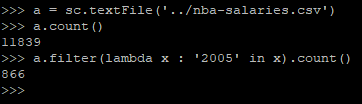 >>> a = sc.textFile('../nba-salaries.csv')
>>> a.count()
11839
>>> a.filter(lambda x : '2005' in x).count()
866
>>>